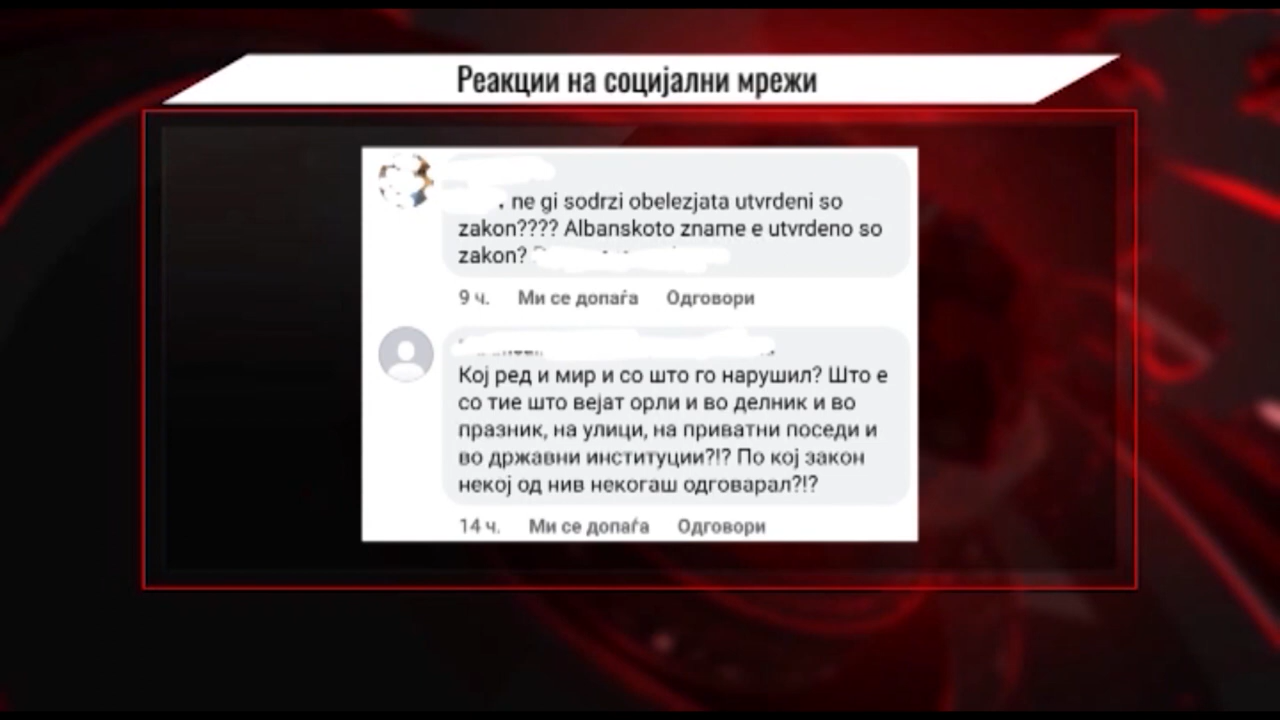 Реакции на социјални мрежи
ne gi sodrzi obelezjata utvrdeni so
zakon???? Albanskoto zname e utvrdeno so
zakon?
9 ч. Ми се допаѓа Одговори
Кој ред и мир и со што го нарушил? Што е
со тие што вејат орли и во делник и во
празник, на улици, на приватни поседи и
во државни институции?!? По кој закон
некој од нив некогаш одговарал?!?
14 ч. Ми се допаѓа Одговори